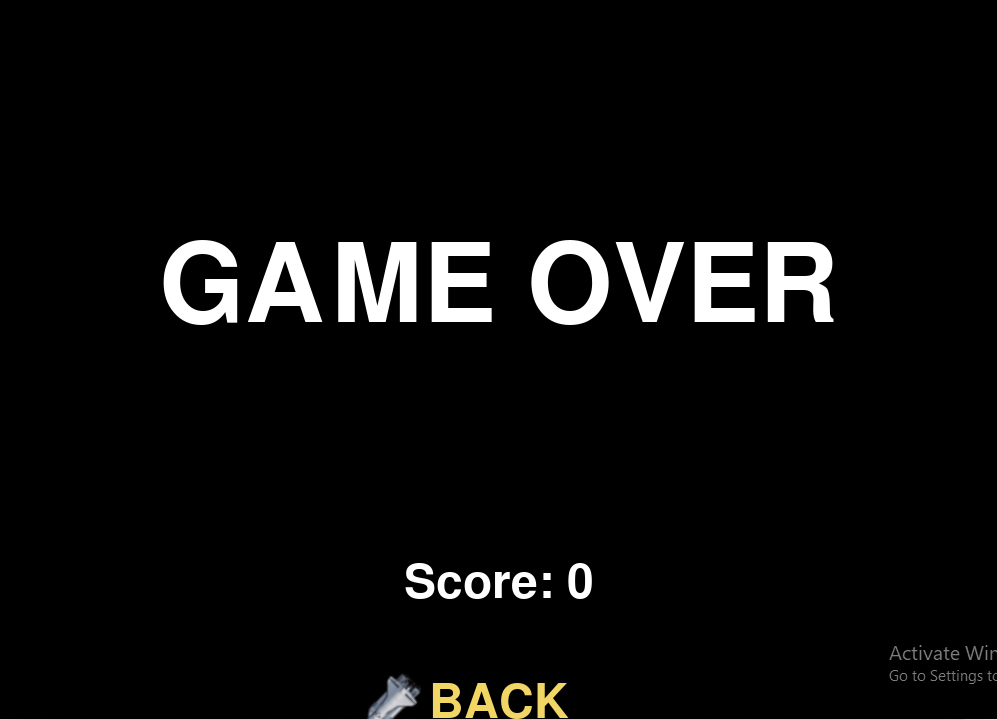 GAME OVER
Score: 0
Activate Win
Go to Settings to
BACK